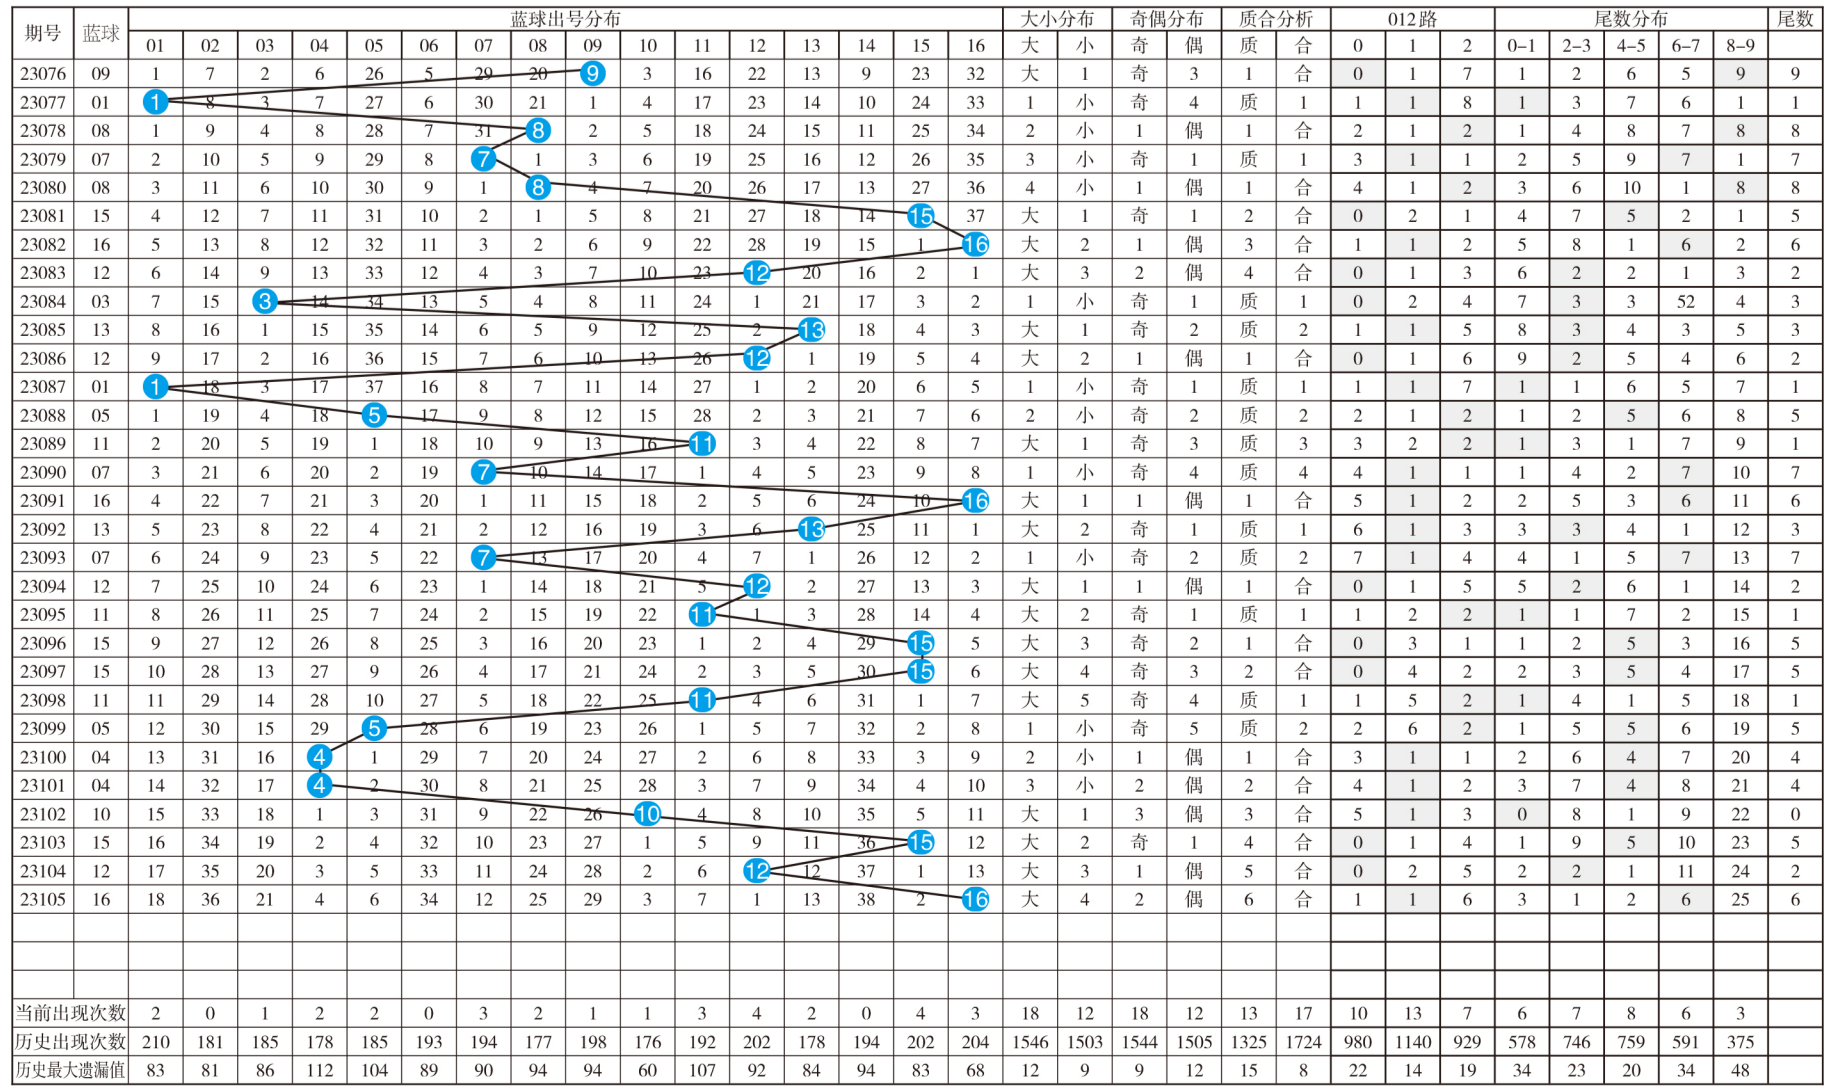 期号 蓝球 蓝球出号分布 大小分布 奇偶分布 质合分析 012路 尾数分布 尾数
01 02 03 04 05 06 07 08 09 10 11 12 13 14 15 16 大 小 奇 偶 质 合 0 1 2 0-1 2-3 4-5 6-7 8-9
23076 09 1 7 2 6 26 5 29 20 9 3 16 22 13 9 23 32 大 1 奇 3 1 合 0 1 7 1 2 6 5 9 9
23077 01 1 8 3 7 27 6 30 21 1 4 17 23 14 10 24 33 1 小 奇 4 质 1 1 1 8 1 3 7 6 1 1
23078 08 1 9 4 8 28 7 31 8 2 5 18 24 15 11 25 34 2 小 1 偶 1 合 2 1 2 1 4 8 7 8 8
23079 07 2 10 5 9 29 8 7 1 3 6 19 25 16 12 26 35 3 小 奇 1 质 1 3 1 1 2 5 9 7 1 7
23080 08 3 11 6 10 30 9 1 8 4 7 20 26 17 13 27 36 4 小 1 偶 1 合 4 1 2 3 6 10 1 8 8
23081 15 4 12 7 11 31 10 2 1 5 8 21 27 18 14 15 37 大 1 奇 1 2 合 0 2 1 4 7 5 2 1 5
23082 16 5 13 8 12 32 11 3 2 6 9 22 28 19 15 1 16 大 2 1 偶 3 合 1 1 2 5 8 1 6 2 6
23083 12 6 14 9 13 33 12 4 3 7 10 23 12 20 16 2 1 大 3 2 偶 4 合 0 1 3 6 2 2 1 3 2
23084 03 7 15 3 14 34 13 5 4 8 11 24 1 21 17 3 2 1 小 奇 1 质 1 0 2 4 7 3 3 52 4 3
23085 13 8 16 1 15 35 14 6 5 9 12 25 2 13 18 4 3 大 1 奇 2 质 2 1 1 5 8 3 4 3 5 3
23086 12 9 17 2 16 36 15 7 6 10 13 26 12 1 19 5 4 大 2 1 偶 1 合 0 1 6 9 2 5 4 6 2
23087 01 1 18 3 17 37 16 8 7 11 14 27 1 2 20 6 5 1 小 奇 1 质 1 1 1 7 1 1 6 5 7 1
23088 05 1 19 4 18 5 17 9 8 12 15 28 2 3 21 7 6 2 小 奇 2 质 2 2 1 2 1 2 5 6 8 5
23089 11 2 20 5 19 1 18 10 9 13 16 11 3 4 22 8 7 大 1 奇 3 质 3 3 2 2 1 3 1 7 9 1
23090 07 3 21 6 20 2 19 7 10 14 17 1 4 5 23 9 8 1 小 奇 4 质 4 4 1 1 1 4 2 7 10 7
23091 16 4 22 7 21 3 20 1 11 15 18 2 5 6 24 10 16 大 1 1 偶 1 合 5 1 2 2 5 3 6 11 6
23092 13 5 23 8 22 4 21 2 12 16 19 3 6 13 25 11 1 大 2 奇 1 质 1 6 1 3 3 3 4 1 12 3
23093 07 6 24 9 23 5 22 7 13 17 20 4 7 1 26 12 2 1 小 奇 2 质 2 7 1 4 4 1 5 7 13 7
23094 12 7 25 10 24 6 23 1 14 18 21 5 12 2 27 13 3 大 1 1 偶 1 合 0 1 5 5 2 6 1 14 2
23095 11 8 26 11 25 7 24 2 15 19 22 11 1 3 28 14 4 大 2 奇 1 质 1 1 2 2 1 1 7 2 15 1
23096 15 9 27 12 26 8 25 3 16 20 23 1 2 4 29 15 5 大 3 奇 2 1 合 0 3 1 1 2 5 3 16 5
23097 15 10 28 13 27 9 26 4 17 21 24 2 3 5 30 15 6 大 4 奇 3 2 合 0 4 2 2 3 5 4 17 5
23098 11 11 29 14 28 10 27 5 18 22 25 11 4 6 31 1 7 大 5 奇 4 质 1 1 5 2 1 4 1 5 18 1
23099 05 12 30 15 29 5 28 6 19 23 26 1 5 7 32 2 8 1 小 奇 5 质 2 2 6 2 1 5 5 6 19 5
23100 04 13 31 16 4 1 29 7 20 24 27 2 6 8 33 3 9 2 小 1 偶 1 合 3 1 1 2 6 4 7 20 4
23101 04 14 32 17 4 2 30 8 21 25 28 3 7 9 34 4 10 3 小 2 偶 2 合 4 1 2 3 7 4 8 21 4
23102 10 15 33 18 1 3 31 9 22 26 10 4 8 10 35 5 11 大 1 3 偶 3 合 5 1 3 0 8 1 9 22 0
23103 15 16 34 19 2 4 32 10 23 27 1 5 9 11 36 15 12 大 2 奇 1 4 合 0 1 4 1 9 5 10 23 5
23104 12 17 35 20 3 5 33 11 24 28 2 6 12 12 37 1 13 大 3 1 偶 5 合 0 2 5 2 2 1 11 24 2
23105 16 18 36 21 4 6 34 12 25 29 3 7 1 13 38 2 16 大 4 2 偶 6 合 1 1 6 3 1 2 6 25 6
当前出现次数 2 0 1 2 2 0 3 2 1 1 3 4 2 0 4 3 18 12 18 12 13 17 10 13 7 6 7 8 6 3
历史出现次数 210 181 185 178 185 193 194 177 198 176 192 202 178 194 202 204 1546 1503 1544 1505 1325 1724 980 1140 929 578 746 759 591 375
历史最大遗漏值 83 81 86 112 104 89 90 94 94 60 107 92 84 94 83 68 12 9 9 12 15 8 22 14 19 34 23 20 34 48